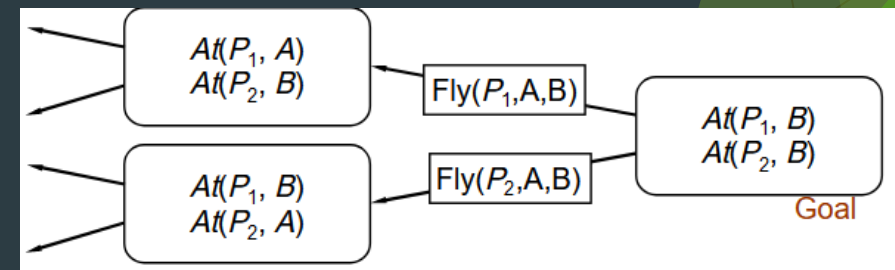 At(P₁, A)
At(P₂, B)
Fly(P₁,A,B)
At(P₁, B)
At(P₂, B)
Goal
At(P₁, B)
At(P₂, A)
Fly(P₂,A,B)